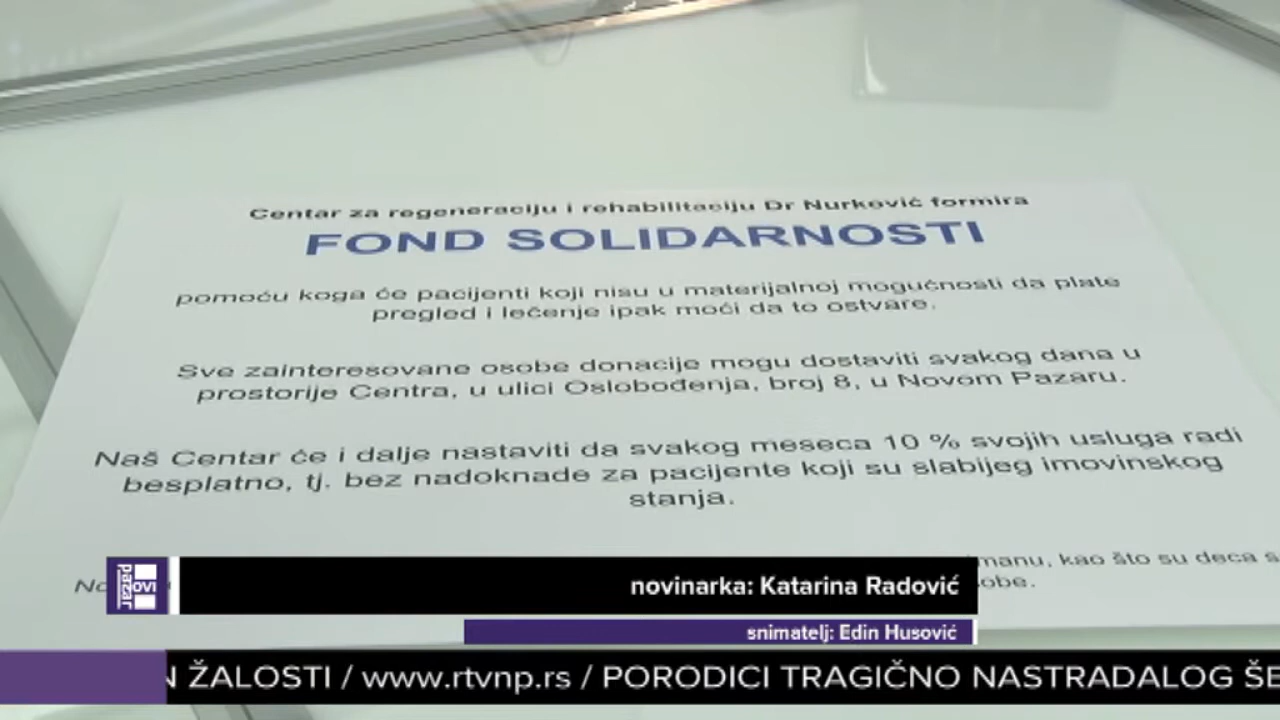 Centar za regeneraciju i rehabilitaciju Dr Nurković formira
FOND SOLIDARNOSTI
pomoću koga će pacijenti koji nisu u materijalnoj mogućnosti da plate
pregled i lečenje ipak moći da to ostvare.
Sve zainteresovane osobe donacije mogu dostaviti svakog dana u
prostorije Centra, u ulici Oslobođenja, broj 8, u Novom Pazaru.
Naš Centar će i dalje nastaviti da svakog meseca 10 % svojih usluga radi
besplatno, tj. bez nadoknade za pacijente koji su slabijeg imovinskog
stanja.
kao što su deca s
novinarka: Katarina Radović
snimatelj: Edin Husović
pazar
OVI
N ŽALOSTI / www.rtvnp.rs / PORODICI TRAGIČNO NASTRADALOG ŠE